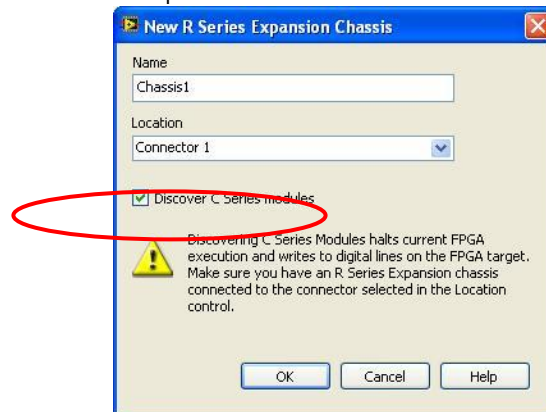 New R Series Expansion Chassis
Name
Chassis1
Location
Connector 1
Discover C Series modules
Discovering C Series Modules halts current FPGA
execution and writes to digital lines on the FPGA target.
Make sure you have an R Series Expansion chassis
connected to the connector selected in the Location
control.
OK Cancel Help